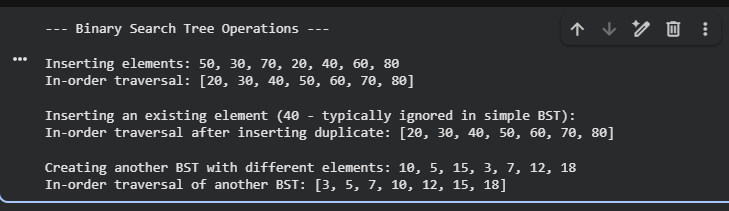 --- Binary Search Tree Operations ---
Inserting elements: 50, 30, 70, 20, 40, 60, 80
In-order traversal: [20, 30, 40, 50, 60, 70, 80]
Inserting an existing element (40 - typically ignored in simple BST):
In-order traversal after inserting duplicate: [20, 30, 40, 50, 60, 70, 80]
Creating another BST with different elements: 10, 5, 15, 3, 7, 12, 18
In-order traversal of another BST: [3, 5, 7, 10, 12, 15, 18]